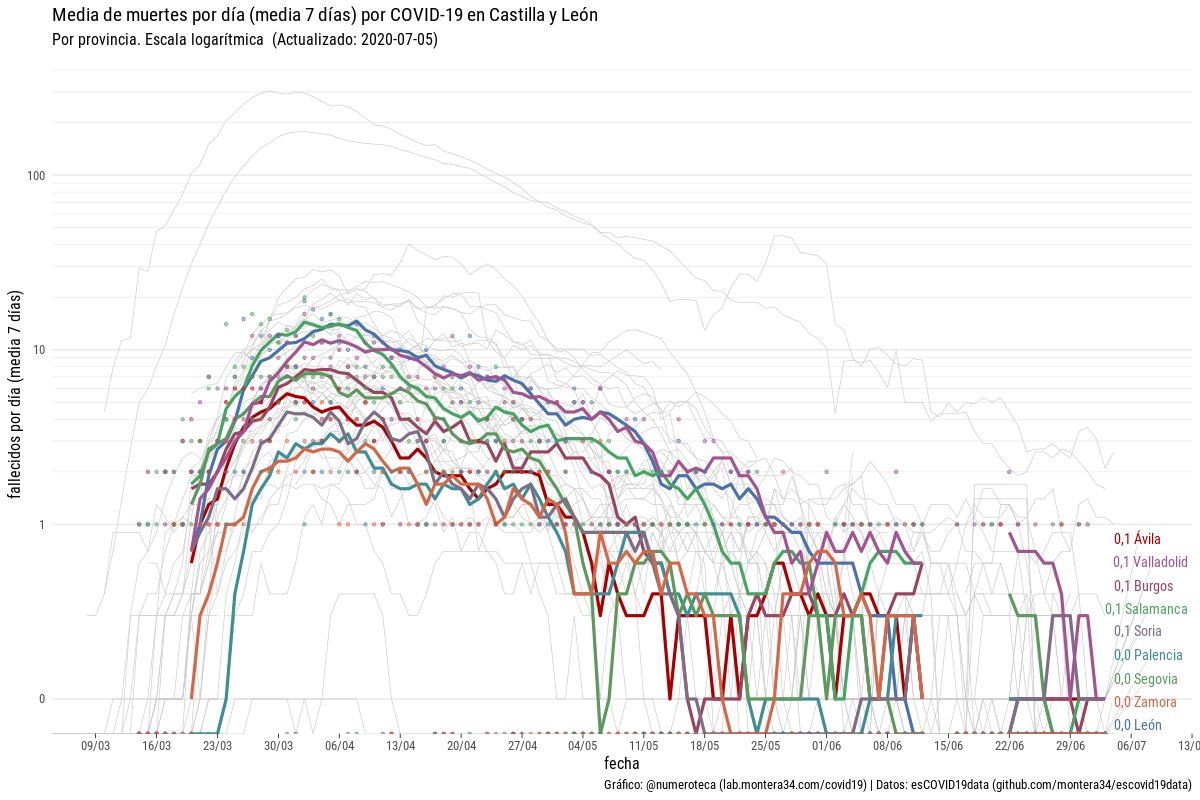 Media de muertes por día (media 7 días) por COVID-19 en Castilla y León
Por provincia. Escala logarítmica  (Actualizado: 2020-07-05)
fallecidos por día (media  7 días)
100
10
1
0
0,1 Ávila
0,1 Valladolid
0,1 Burgos
0,1 Salamanca
0,1 Soria
0,0 Palencia
0,0 Segovia
0,0 Zamora
0,0 León
09/03 16/03 23/03 30/03 06/04 13/04 20/04 27/04 04/05 11/05 18/05 25/05 01/06 08/06 15/06 22/06 29/06 06/07 13/0
fecha
Gráfico: @numeroteca (lab.montera34.com/covid19) | Datos: esCOVID19data (github.com/montera34/escovid19data)